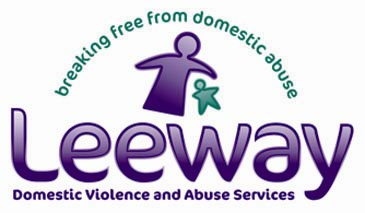 breaking free from domestic abuse
Leeway
Domestic Violence and Abuse Services